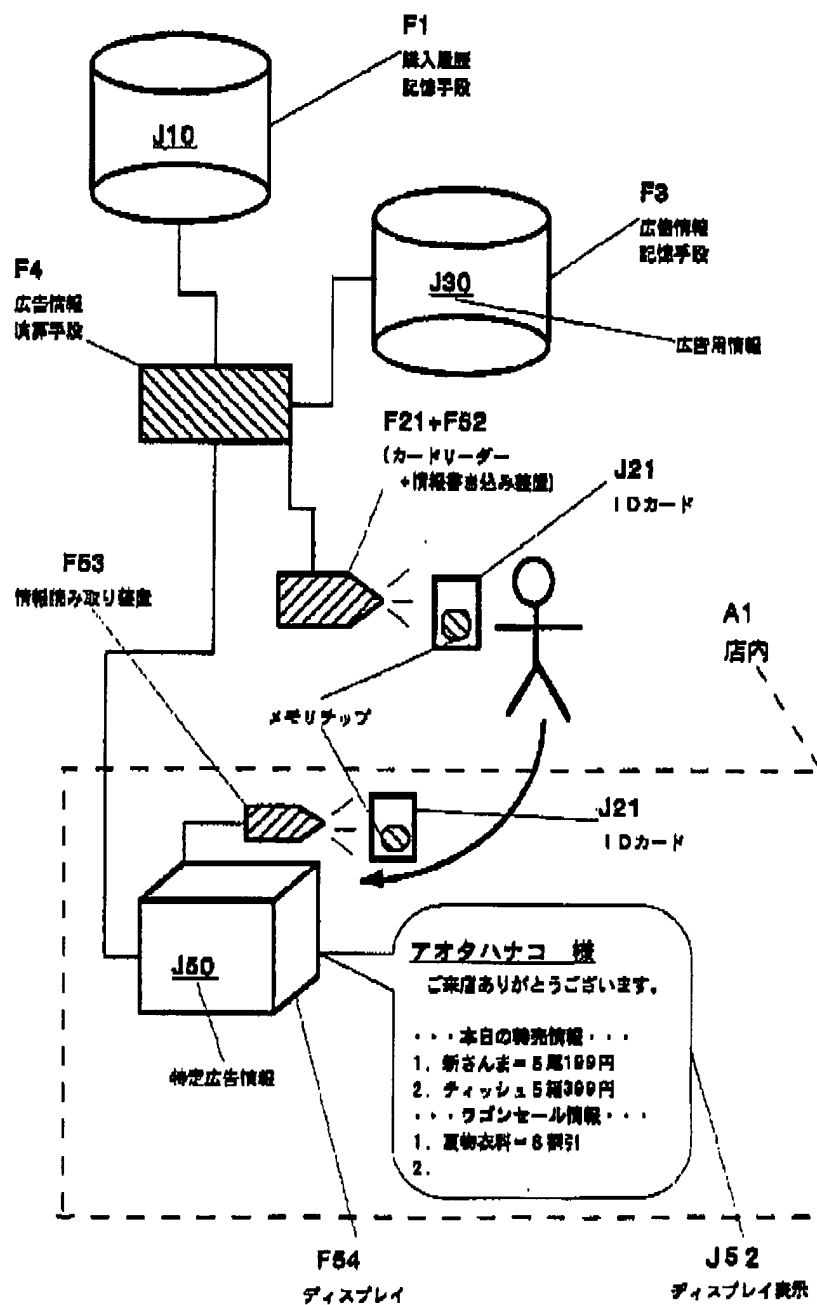 F1
購入履歴
記憶手段
J10
F3
広告情報
記憶手段
J30
広告用情報
F4
広告情報
演算手段
F21+F52
(カードリーダー
+情報書き込み装置)
J21
IDカード
F53
情報読み取り装置
A1
店内
メモリチップ
J21
IDカード
J50
特定広告情報
アオタハナコ 様
ご来店ありがとうございます。
・・・本日の特売情報・・・
1. 新さんま=5尾199円
2. ティッシュ5箱399円
・・・ワゴンセール情報・・・
1. 夏物衣料=
2.
F54
ディスプレイ
J52
ディスプレイ表示